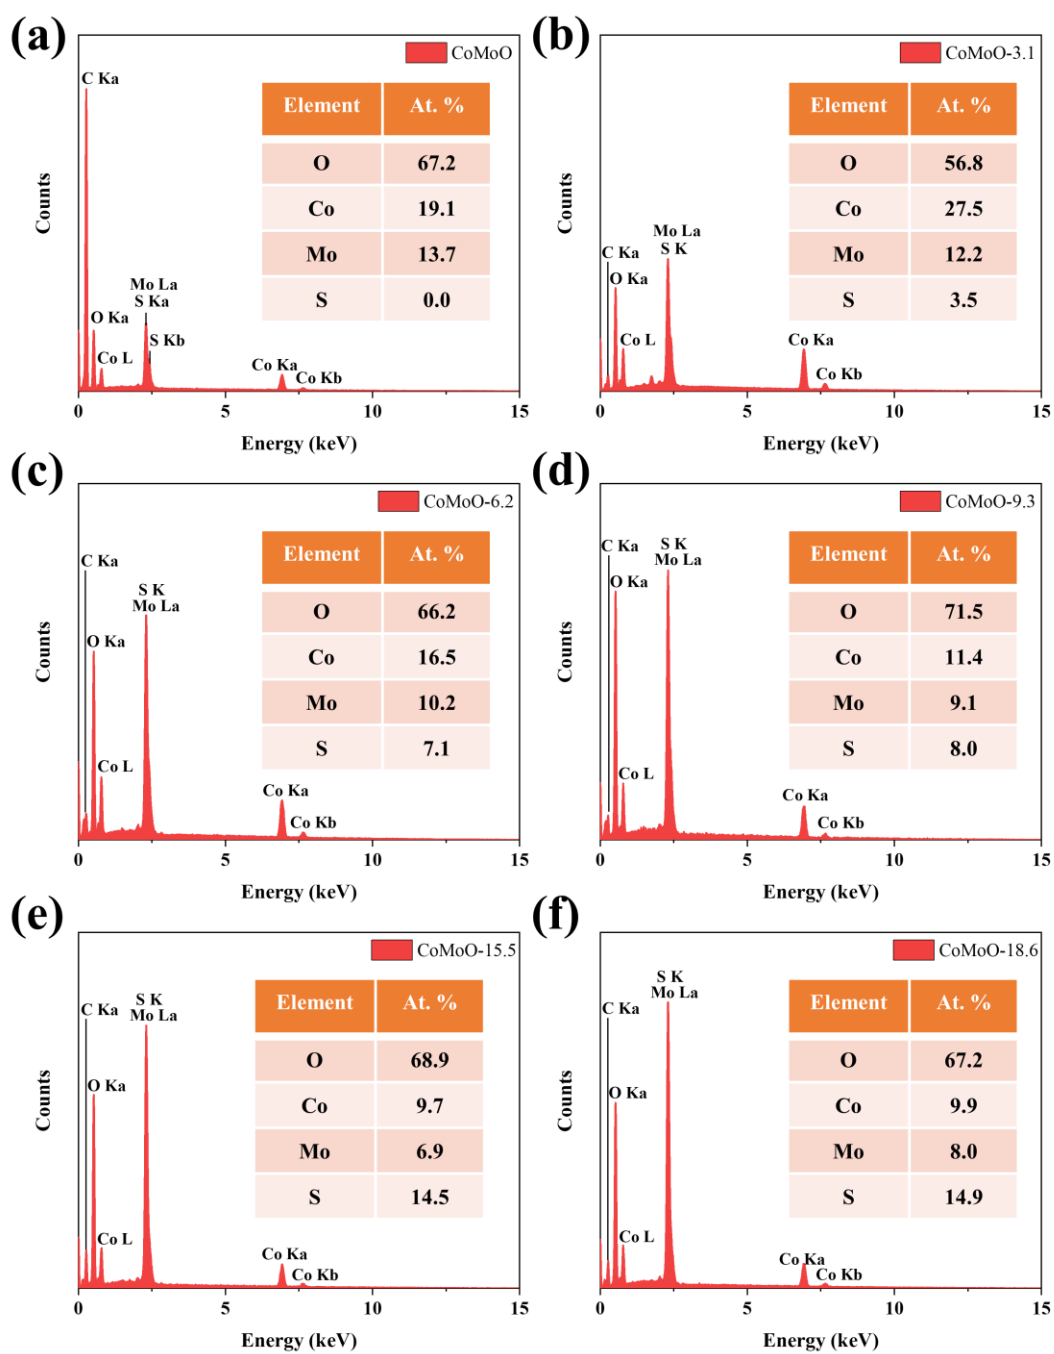 (a)
CoMoO
C Ka
Element At. %
O 67.2
Co 19.1
Mo 13.7
S 0.0
Mo La
S Ka
O Ka
S Kb
Co L
Co Ka
Co Kb
Counts
0 5 10 15
Energy (keV)
(b)
CoMoO-3.1
Element At. %
O 56.8
Co 27.5
Mo 12.2
S 3.5
Mo La
S K
C Ka
O Ka
Co L
Co Ka
Co Kb
Counts
0 5 10 15
Energy (keV)
(c)
CoMoO-6.2
Element At. %
O 66.2
Co 16.5
Mo 10.2
S 7.1
C Ka
S K
Mo La
O Ka
Co L
Co Ka
Co Kb
Counts
0 5 10 15
Energy (keV)
(d)
CoMoO-9.3
Element At. %
O 71.5
Co 11.4
Mo 9.1
S 8.0
C Ka
S K
Mo La
O Ka
Co L
Co Ka
Co Kb
Counts
0 5 10 15
Energy (keV)
(e)
CoMoO-15.5
Element At. %
O 68.9
Co 9.7
Mo 6.9
S 14.5
C Ka
S K
Mo La
O Ka
Co L
Co Ka
Co Kb
Counts
0 5 10 15
Energy (keV)
(f)
CoMoO-18.6
Element At. %
O 67.2
Co 9.9
Mo 8.0
S 14.9
S K
Mo La
C Ka
O Ka
Co L
Co Ka
Co Kb
Counts
0 5 10 15
Energy (keV)